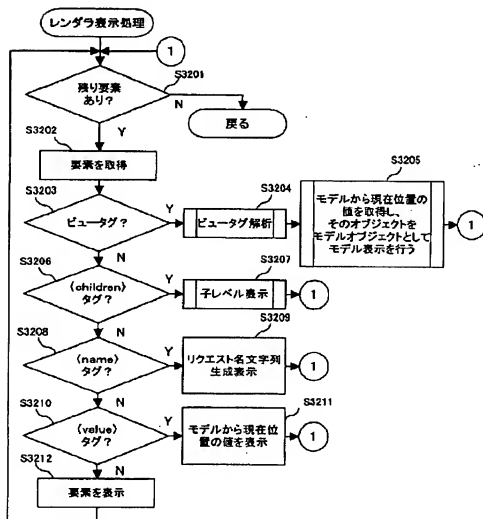 レンダラ表示処理
1
S3201
残り要素
あり?
N
Y
戻る
S3202
要素を取得
S3203
ビュータグ?
Y
N
S3204
ビュータグ解析
S3205
モデルから現在位置の
値を取得し、
そのオブジェクトを
モデルオブジェクトとして
モデル表示を行う
1
S3206
〈children〉
タグ?
Y
N
S3207
子レベル表示
1
S3208
〈name〉
タグ?
Y
N
S3209
リクエスト名文字列
生成表示
1
S3210
〈value〉
タグ?
Y
N
S3211
モデルから現在位
置の値を表示
1
S3212
要素を表示